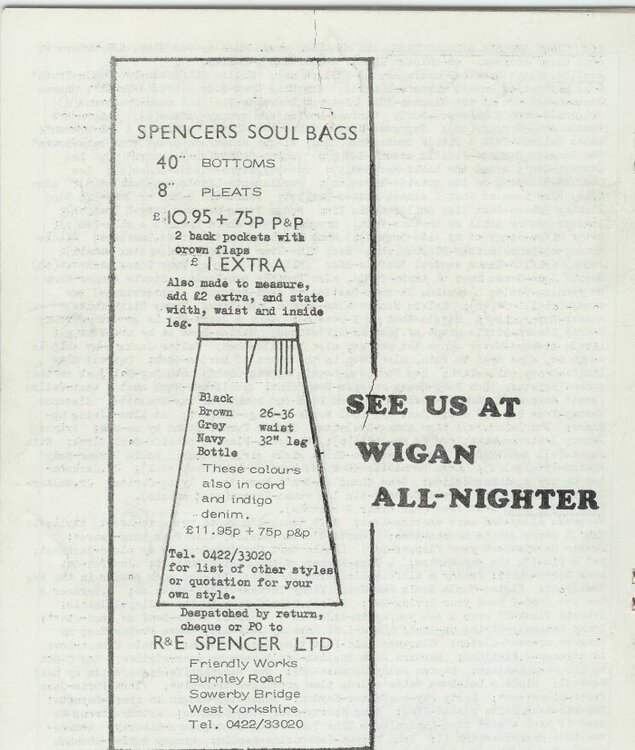 SPENCERS SOUL BAGS
40" BOTTOMS
8" PLEATS
£10.95 + 75p P&P
2 back pockets with
crown flaps
£1 EXTRA
Also made to measure,
add £2 extra, and state
width, waist and inside
leg.
Black
Brown 26-36
Grey waist
Navy 32" leg
Bottle
These colours
also in cord
and indigo
denim.
£11.95p + 75p p&p
Tel. 0422/33020
for list of other styles
or quotation for your
own style.
Despatched by return,
cheque or PO to
R&E SPENCER LTD
Friendly Works
Burnley Road
Sowerby Bridge
West Yorkshire
Tel. 0422/33020
SEE US AT
WIGAN
ALL-NIGHTER